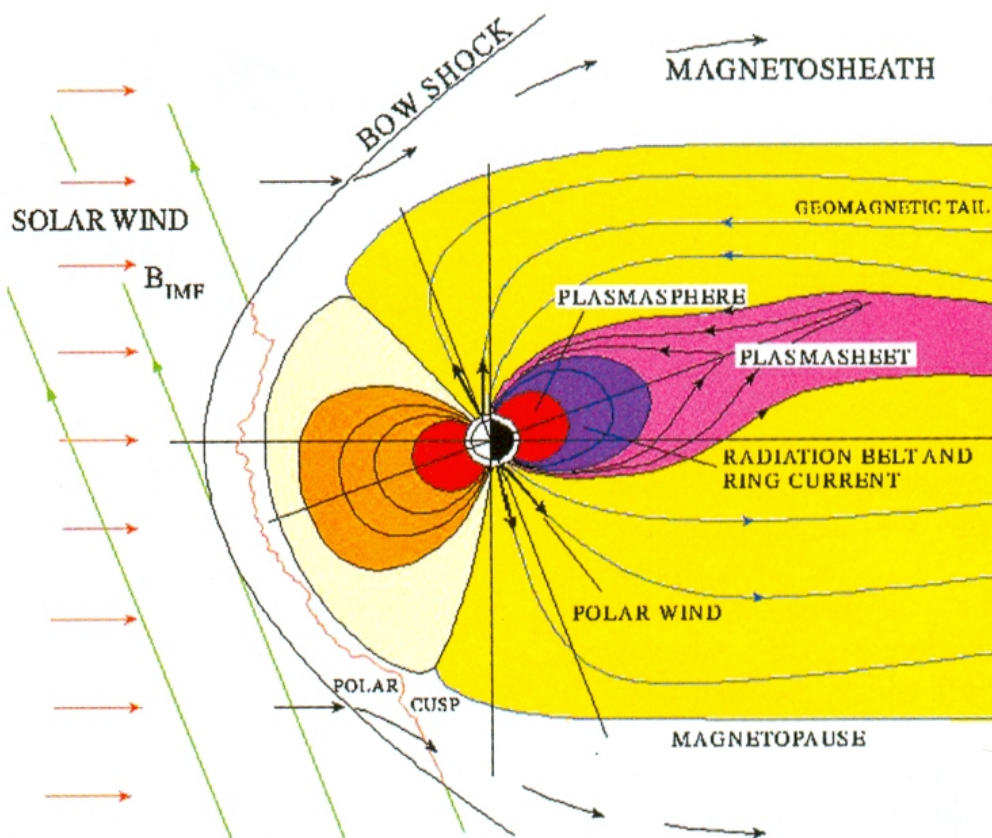 BOW SHOCK
MAGNETOSHEATH
SOLAR WIND
GEOMAGNETIC TAIL
B_IMF
PLASMASPHERE
PLASMASHEET
RADIATION BELT AND
RING CURRENT
POLAR WIND
POLAR
CUSP
MAGNETOPAUSE